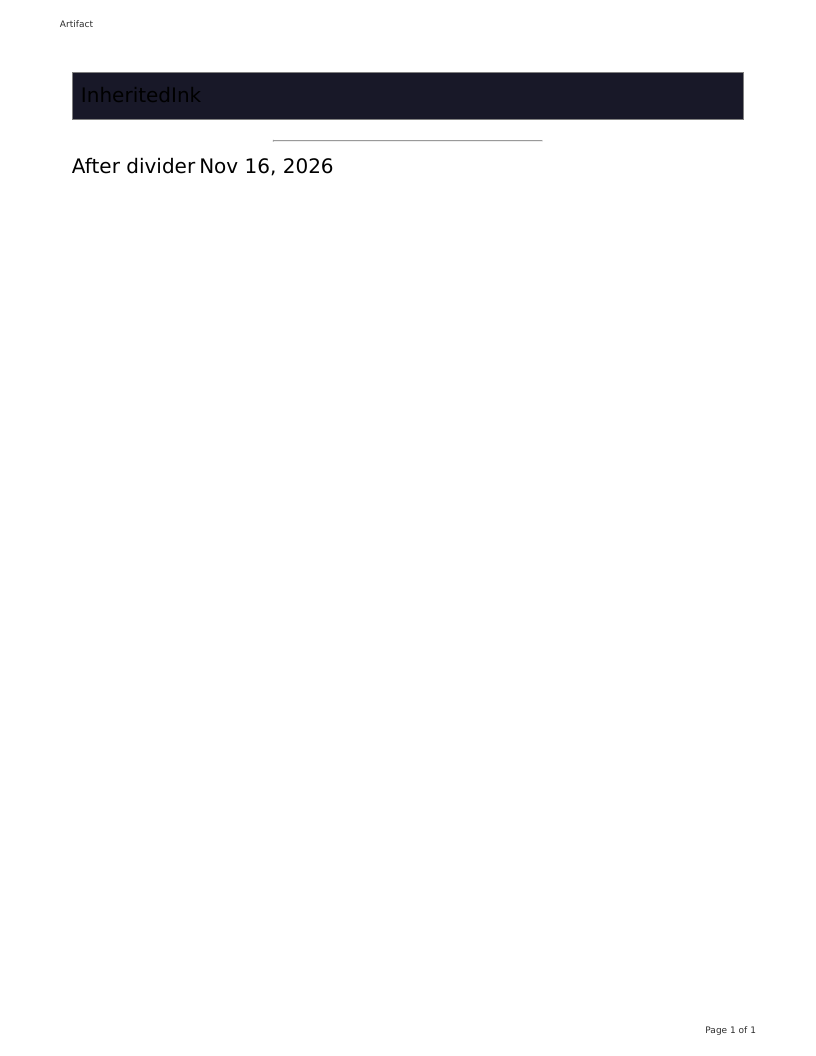 Artifact
InheritedInk
After divider Nov 16, 2026
Page 1 of 1